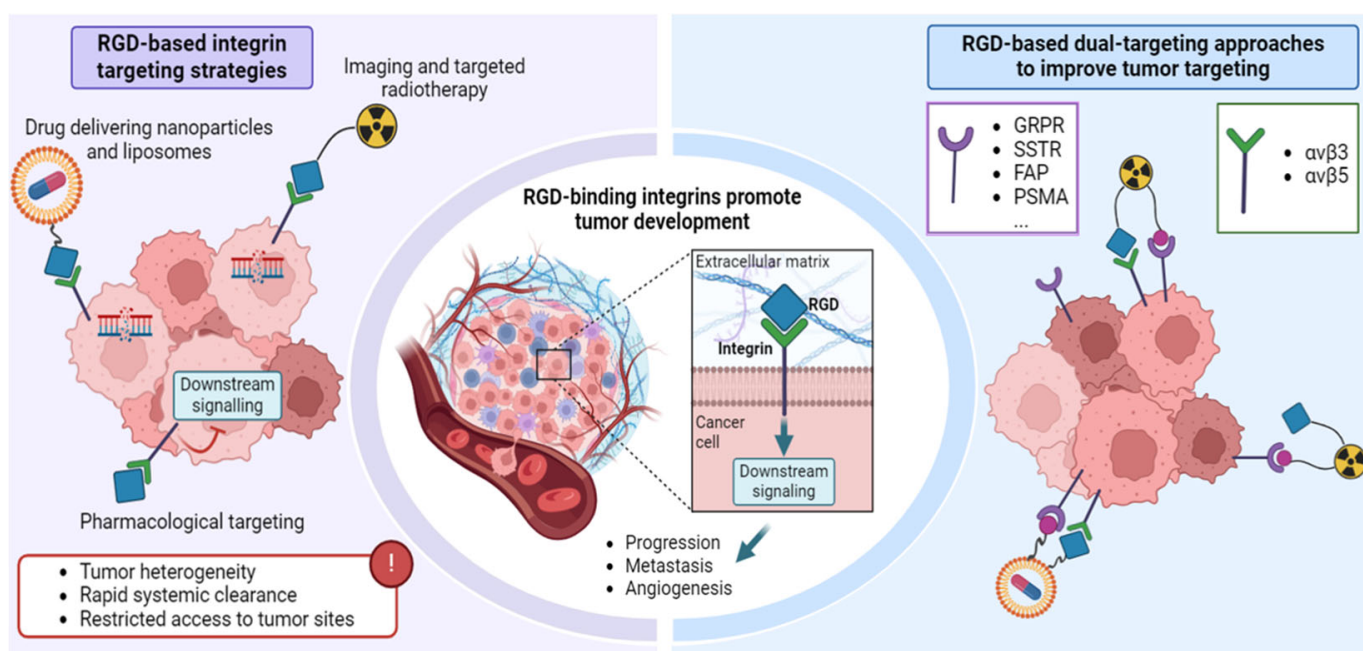 RGD-based integrin
targeting strategies
Imaging and targeted
radiotherapy
Drug delivering nanoparticles
and liposomes
Downstream
signalling
Pharmacological targeting
!
• Tumor heterogeneity
• Rapid systemic clearance
• Restricted access to tumor sites
RGD-binding integrins promote
tumor development
Extracellular matrix
RGD
Integrin
Cancer
cell
Downstream
signaling
• Progression
• Metastasis
• Angiogenesis
RGD-based dual-targeting approaches
to improve tumor targeting
• GRPR
• SSTR
• FAP
• PSMA
...
• αvβ3
• αvβ5